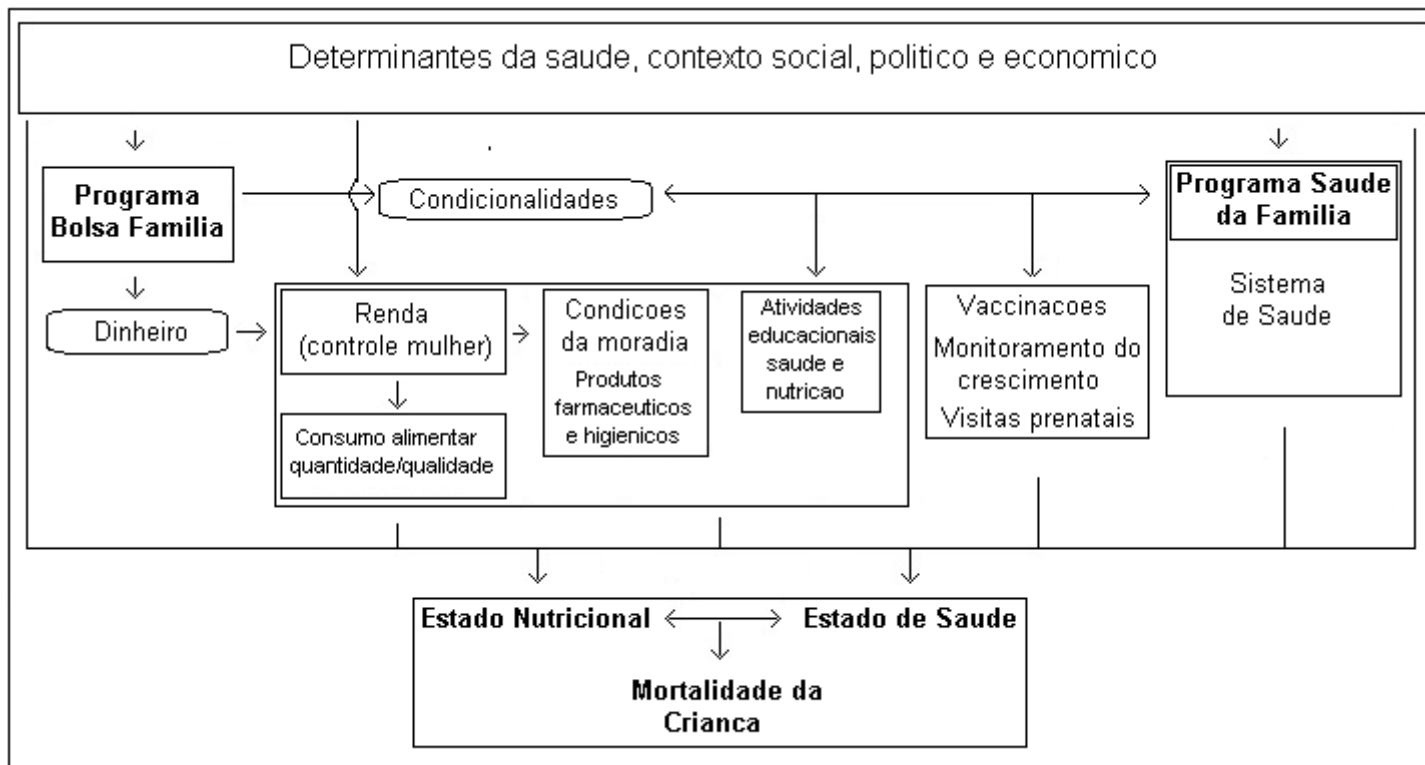 Determinantes da saude, contexto social, politico e economico
Programa
Bolsa Familia
Condicionalidades
Programa Saude
da Familia
Sistema
de Saude
Dinheiro
Renda
(controle mulher)
Condicoes
da moradia
Produtos
farmaceuticos
e higienicos
Atividades
educacionais
saude e
nutricao
Vaccinacoes
Monitoramento do
crescimento
Visitas prenatais
Consumo alimentar
quantidade/qualidade
Estado Nutricional
Estado de Saude
Mortalidade da
Crianca